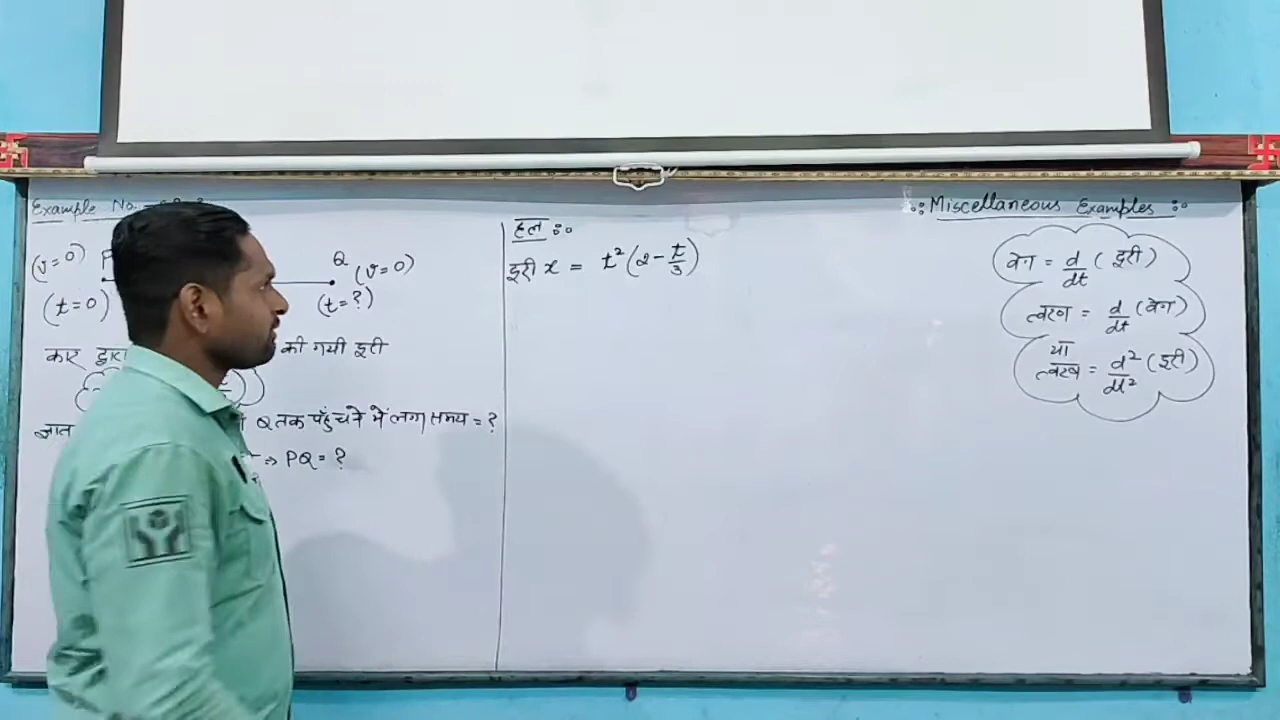 Example No.
:: Miscellaneous Examples ::
(v=0) P Q (v=0)
(t=0) (t=?)
कार द्वारा की गयी दूरी
ज्ञात Q तक पहुँचने में लगा समय = ?
⇒ PQ = ?
हल ::
दूरी x = t²(2 - t/3)
वेग = d/dt (दूरी)
त्वरण = d/dt (वेग)
या
त्वरण = d²/dt² (दूरी)